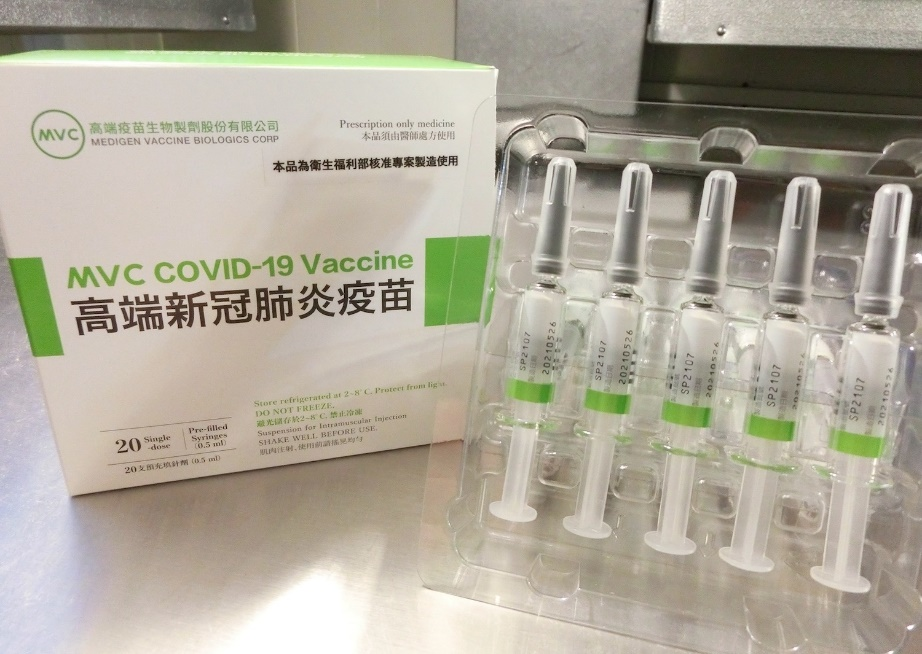 MVC
高端疫苗生物製劑股份有限公司
MEDIGEN VACCINE BIOLOGICS CORP
Prescription only medicine
本品須由醫師處方使用
本品為衛生福利部核准專案製造使用
MVC COVID-19 Vaccine
高端新冠肺炎疫苗
Store refrigerated at 2-8°C. Protect from light.
DO NOT FREEZE.
避光儲存於2-8℃, 禁止冷凍
Suspension for Intramuscular Injection
SHAKE WELL BEFORE USE.
肌肉注射, 使用前請搖晃均勻
20 Single-dose
Pre-filled Syringes (0.5 ml)
20支預充填針劑 (0.5 ml)
SP2107
20210526
SP2107
20210526
SP2107
20210526
SP2107
20210526
SP2107
20210526